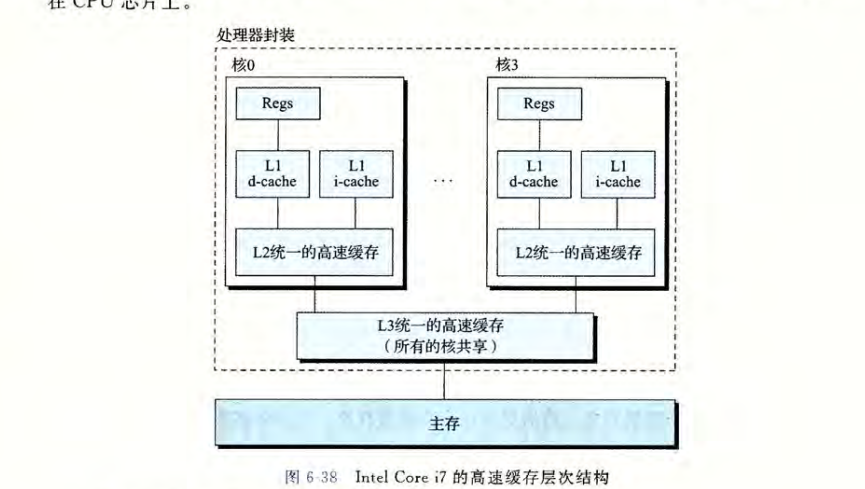 在 CPU 芯片上。
处理器封装
核0
核3
Regs
Regs
L1
d-cache
L1
i-cache
...
L1
d-cache
L1
i-cache
L2统一的高速缓存
L2统一的高速缓存
L3统一的高速缓存
（所有的核共享）
主存
图 6-38 Intel Core i7 的高速缓存层次结构